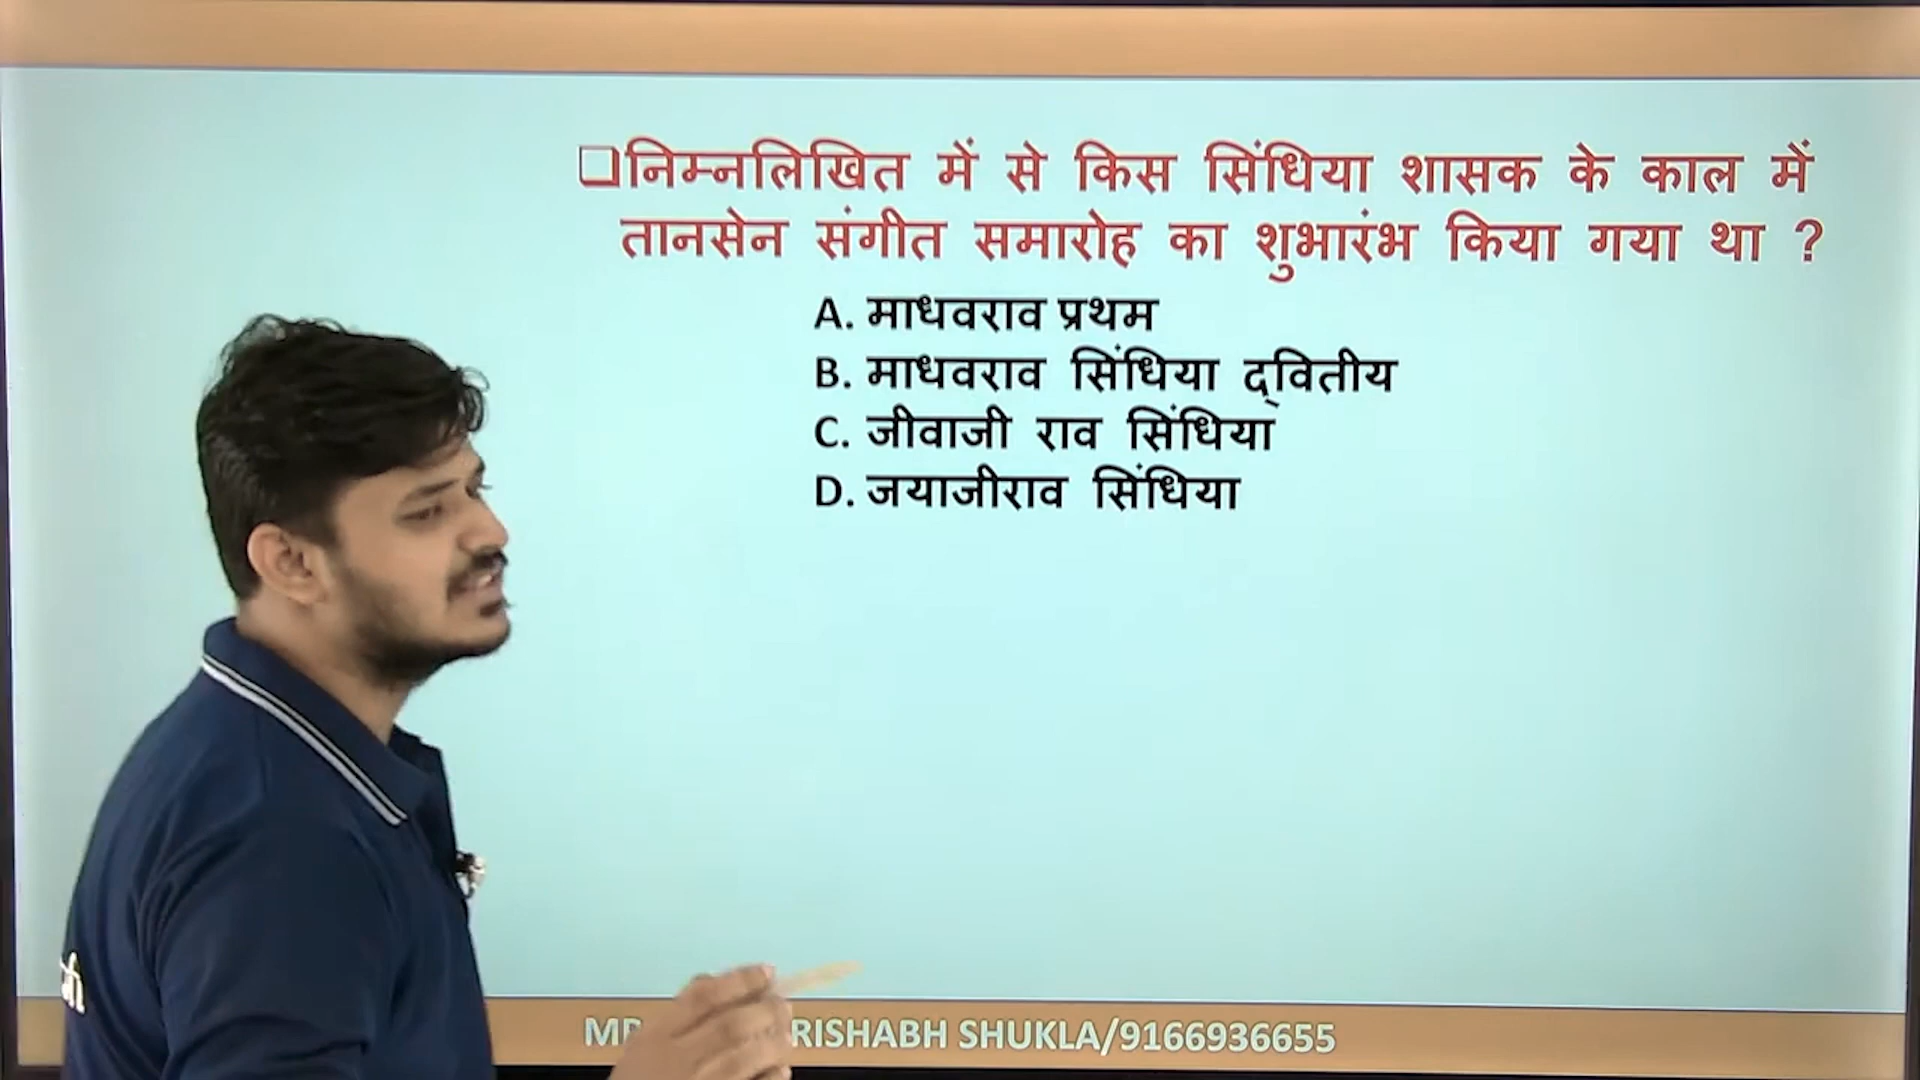 ❑निम्नलिखित में से किस सिंधिया शासक के काल में
तानसेन संगीत समारोह का शुभारंभ किया गया था ?
A. माधवराव प्रथम
B. माधवराव सिंधिया द्वितीय
C. जीवाजी राव सिंधिया
D. जयाजीराव सिंधिया
RISHABH SHUKLA/9166936655